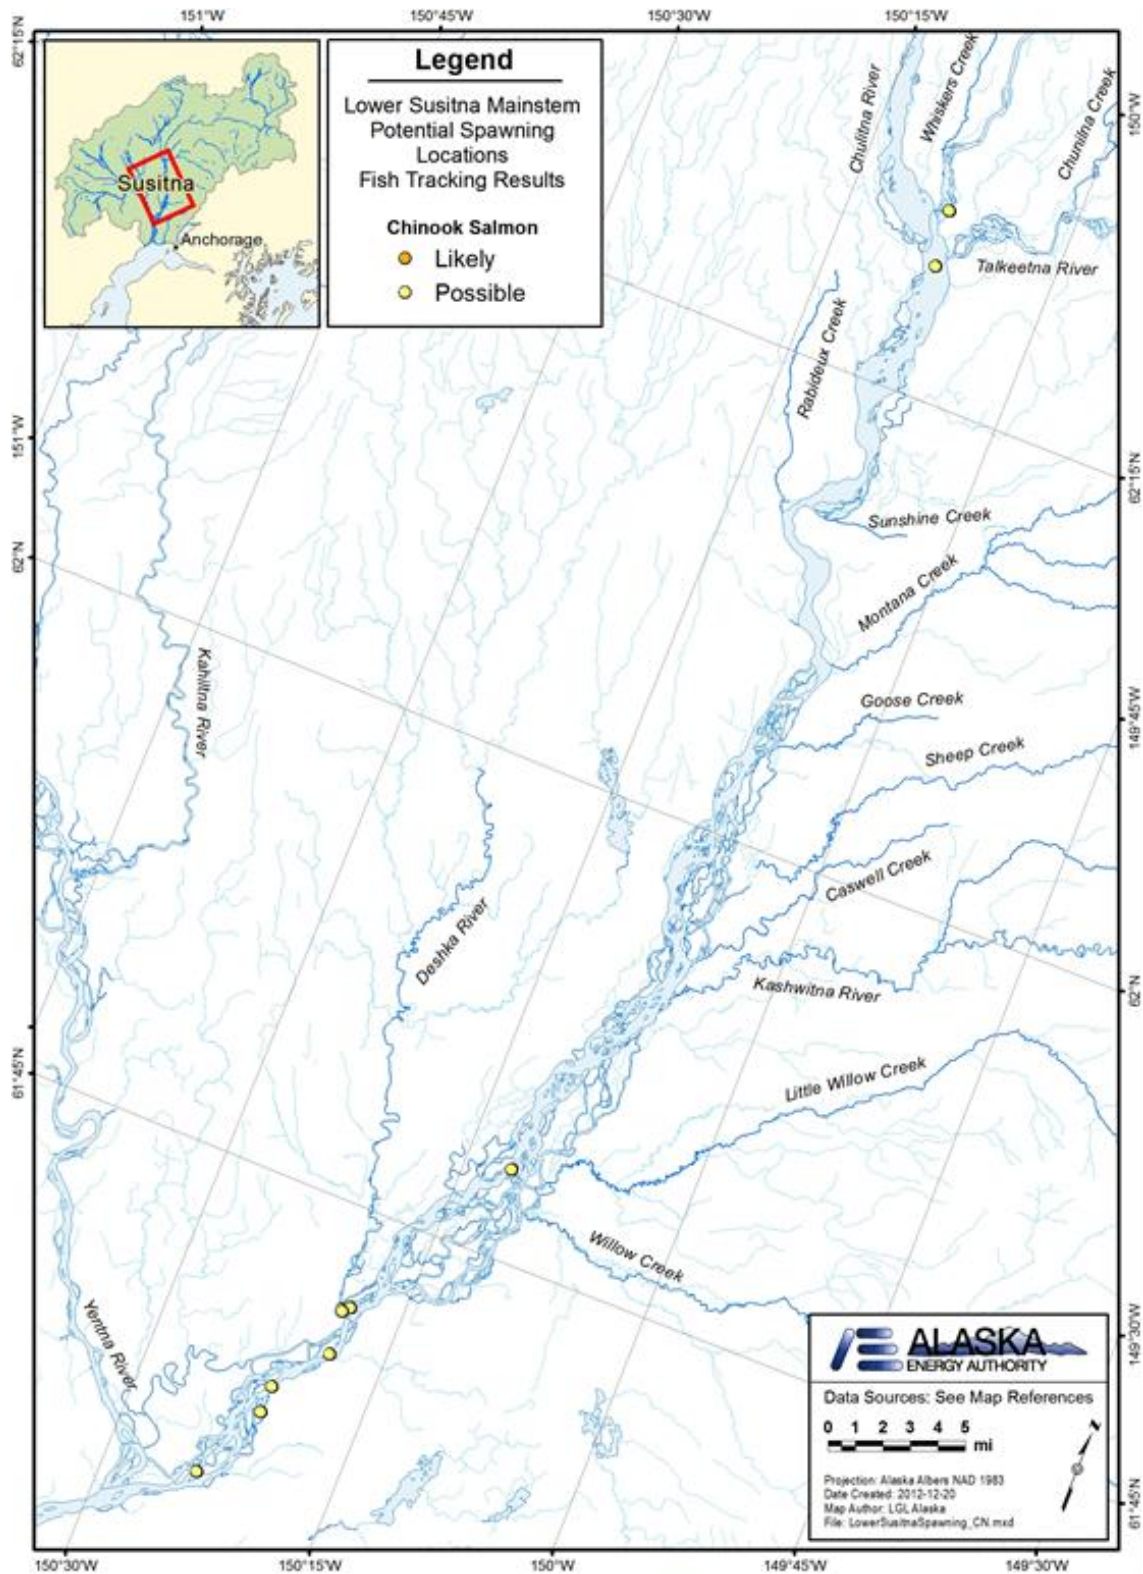 151°W
150°45'W
150°30'W
150°15'W
62°15'N
150°W
151°W
62°N
62°15'N
149°45'W
62°N
61°45'N
149°30'W
61°45'N
150°30'W
150°15'W
150°W
149°45'W
149°30'W
Susitna
Anchorage
Legend
Lower Susitna Mainstem
Potential Spawning
Locations
Fish Tracking Results
Chinook Salmon
Likely
Possible
Chulitna River
Whiskers Creek
Chunilna Creek
Talkeetna River
Rabideux Creek
Sunshine Creek
Montana Creek
Goose Creek
Sheep Creek
Caswell Creek
Kashwitna River
Little Willow Creek
Willow Creek
Kahiltna River
Deshka River
Yentna River
ALASKA
ENERGY AUTHORITY
Data Sources: See Map References
0 1 2 3 4 5
mi
N
Projection: Alaska Albers NAD 1983
Date Created: 2012-12-20
Map Author: LGL Alaska
File: LowerSusitnaSpawning_CN.mxd